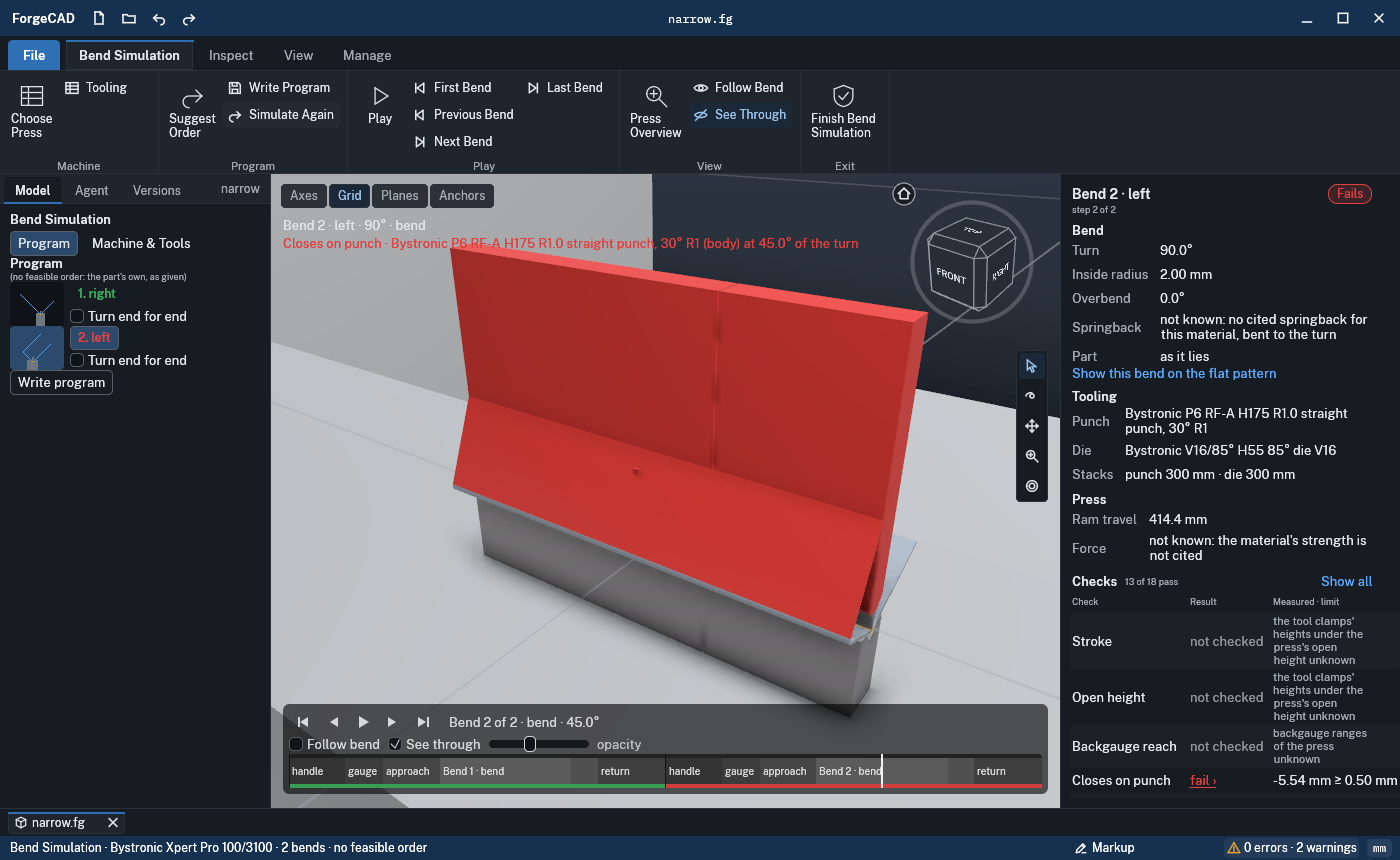 ForgeCAD
narrow.fg
File
Bend Simulation
Inspect
View
Manage
Choose Press
Tooling
Machine
Suggest Order
Write Program
Simulate Again
Program
Play
First Bend
Previous Bend
Next Bend
Last Bend
Play
Press Overview
Follow Bend
See Through
View
Finish Bend Simulation
Exit
Model
Agent
Versions
narrow
Bend Simulation
Program
Machine & Tools
Program
(no feasible order: the part's own, as given)
1. right
Turn end for end
2. left
Turn end for end
Write program
Axes
Grid
Planes
Anchors
Bend 2 · left · 90° · bend
Closes on punch · Bystronic P6 RF-A H175 R1.0 straight punch, 30° R1 (body) at 45.0° of the turn
TOP
FRONT
RIGHT
Bend 2 of 2 · bend · 45.0°
Follow bend
See through
opacity
handle
gauge
approach
Bend 1 · bend
return
handle
gauge
approach
Bend 2 · bend
return
Bend 2 · left
Fails
step 2 of 2
Bend
Turn 90.0°
Inside radius 2.00 mm
Overbend 0.0°
Springback not known: no cited springback for
this material, bent to the turn
Part as it lies
Show this bend on the flat pattern
Tooling
Punch Bystronic P6 RF-A H175 R1.0 straight
punch, 30° R1
Die Bystronic V16/85° H55 85° die V16
Stacks punch 300 mm · die 300 mm
Press
Ram travel 414.4 mm
Force not known: the material's strength is
not cited
Checks 13 of 18 pass Show all
Check Result Measured · limit
Stroke not checked the tool clamps'
heights under the
press's open
height unknown
Open height not checked the tool clamps'
heights under the
press's open
height unknown
Backgauge reach not checked backgauge ranges
of the press
unknown
Closes on punch fail › -5.54 mm ≥ 0.50 mm
narrow.fg
Bend Simulation · Bystronic Xpert Pro 100/3100 · 2 bends · no feasible order
Markup
0 errors · 2 warnings
mm